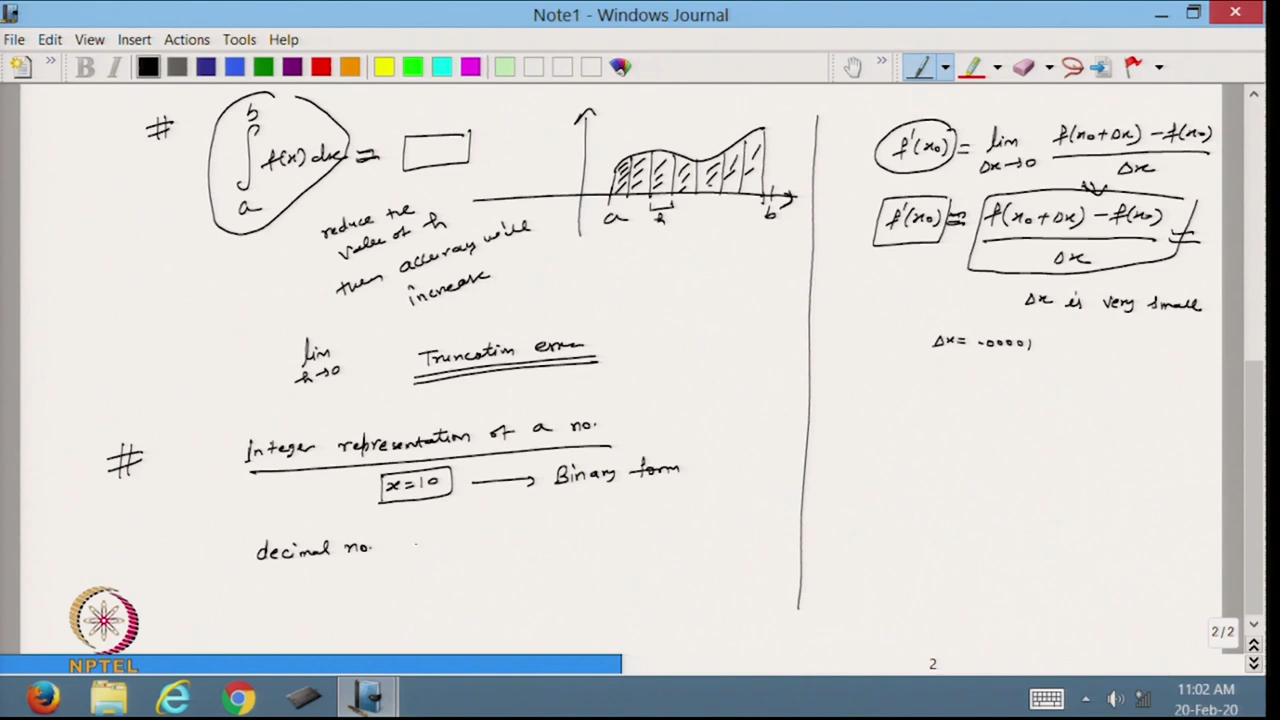 Note1 - Windows Journal
File Edit View Insert Actions Tools Help
B I
# ∫ₐᵇ f(x) dx = 
a h b
reduce the
value of h
then accuracy will
increase
lim h→0 Truncation error
# Integer representation of a no.
x=10 → Binary form
decimal no.
f'(x₀) = lim Δx→0 f(x₀+Δx) - f(x₀) / Δx
f'(x₀) ≅ f(x₀+Δx) - f(x₀) / Δx =
Δx is very small
Δx = .00001
2/2
2
NPTEL
11:02 AM
20-Feb-20